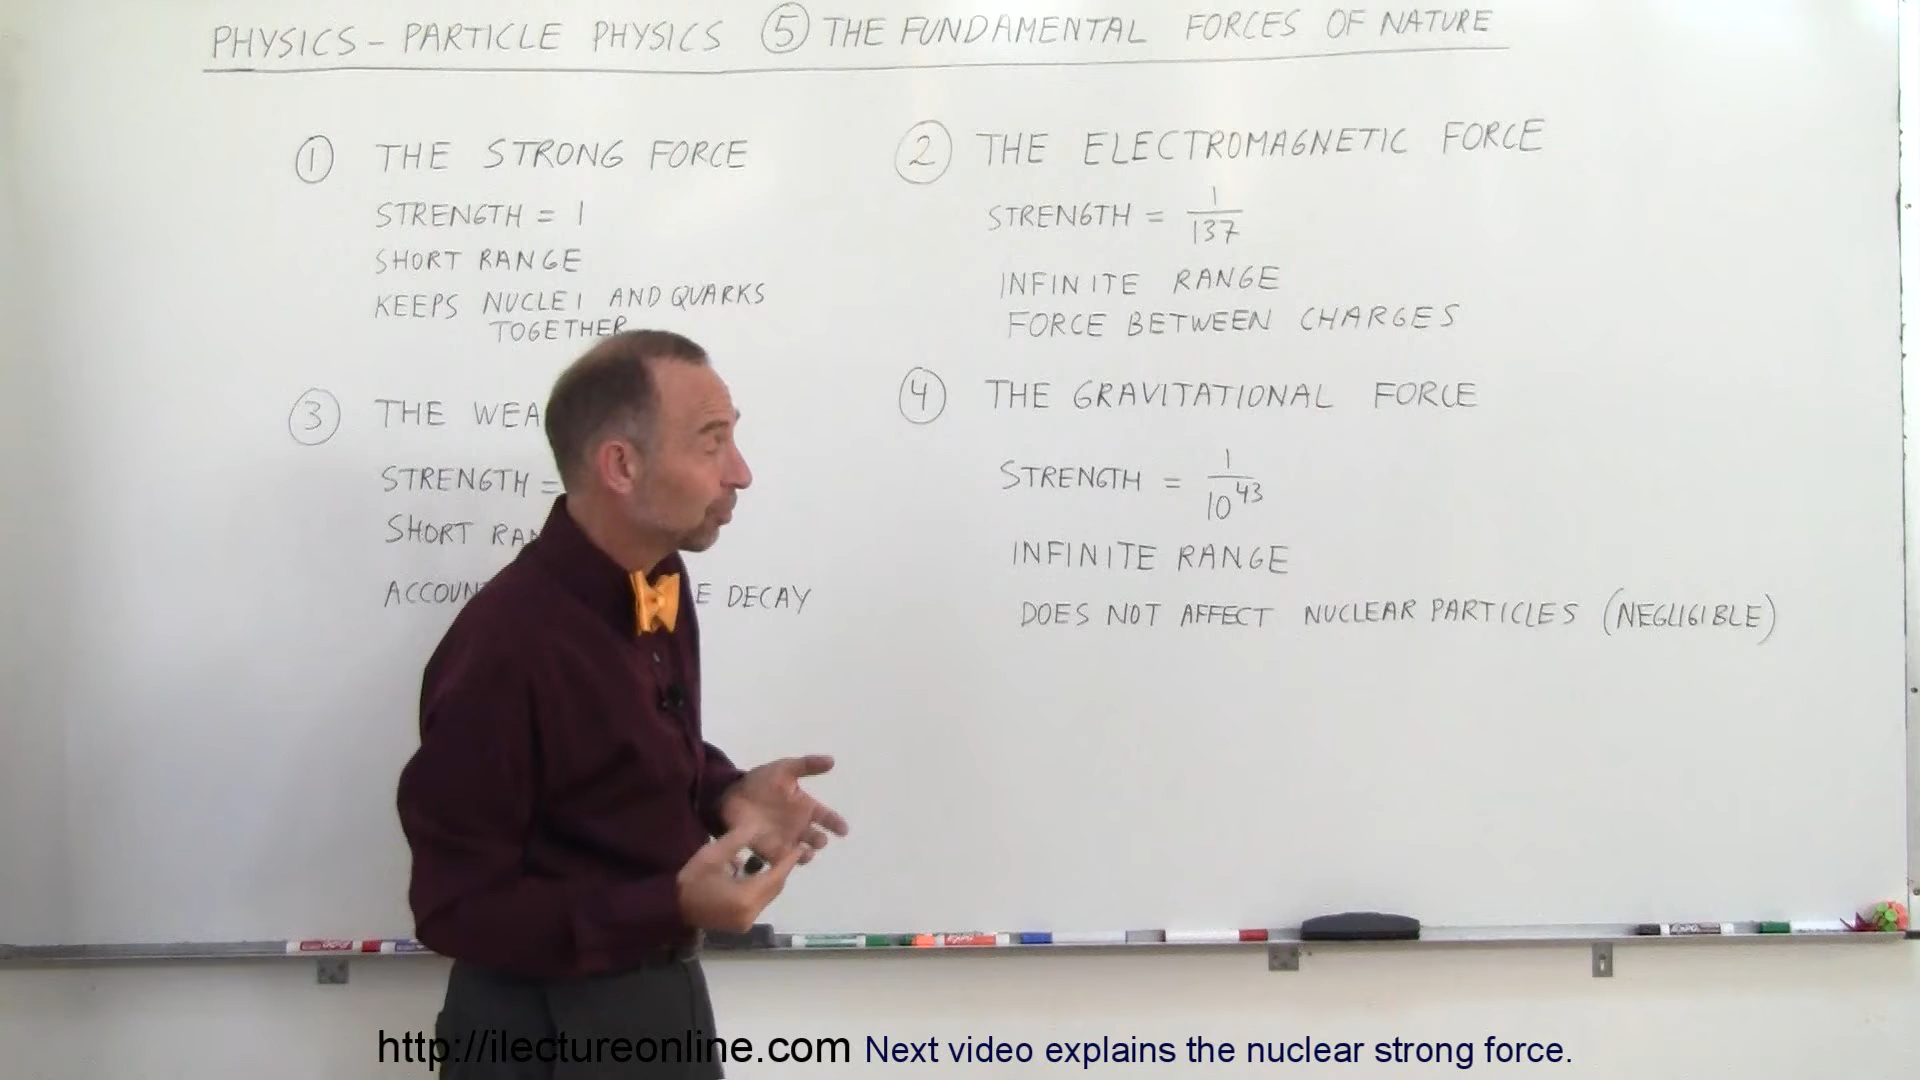 PHYSICS - PARTICLE PHYSICS ⑤ THE FUNDAMENTAL FORCES OF NATURE
① THE STRONG FORCE
STRENGTH = 1
SHORT RANGE
KEEPS NUCLEI AND QUARKS
TOGETHER
② THE ELECTROMAGNETIC FORCE
STRENGTH = 1/137
INFINITE RANGE
FORCE BETWEEN CHARGES
③ THE WEA
STRENGTH =
SHORT RAN
ACCOUN E DECAY
④ THE GRAVITATIONAL FORCE
STRENGTH = 1/10^43
INFINITE RANGE
DOES NOT AFFECT NUCLEAR PARTICLES (NEGLIGIBLE)
EXPO
http://ilectureonline.com Next video explains the nuclear strong force.